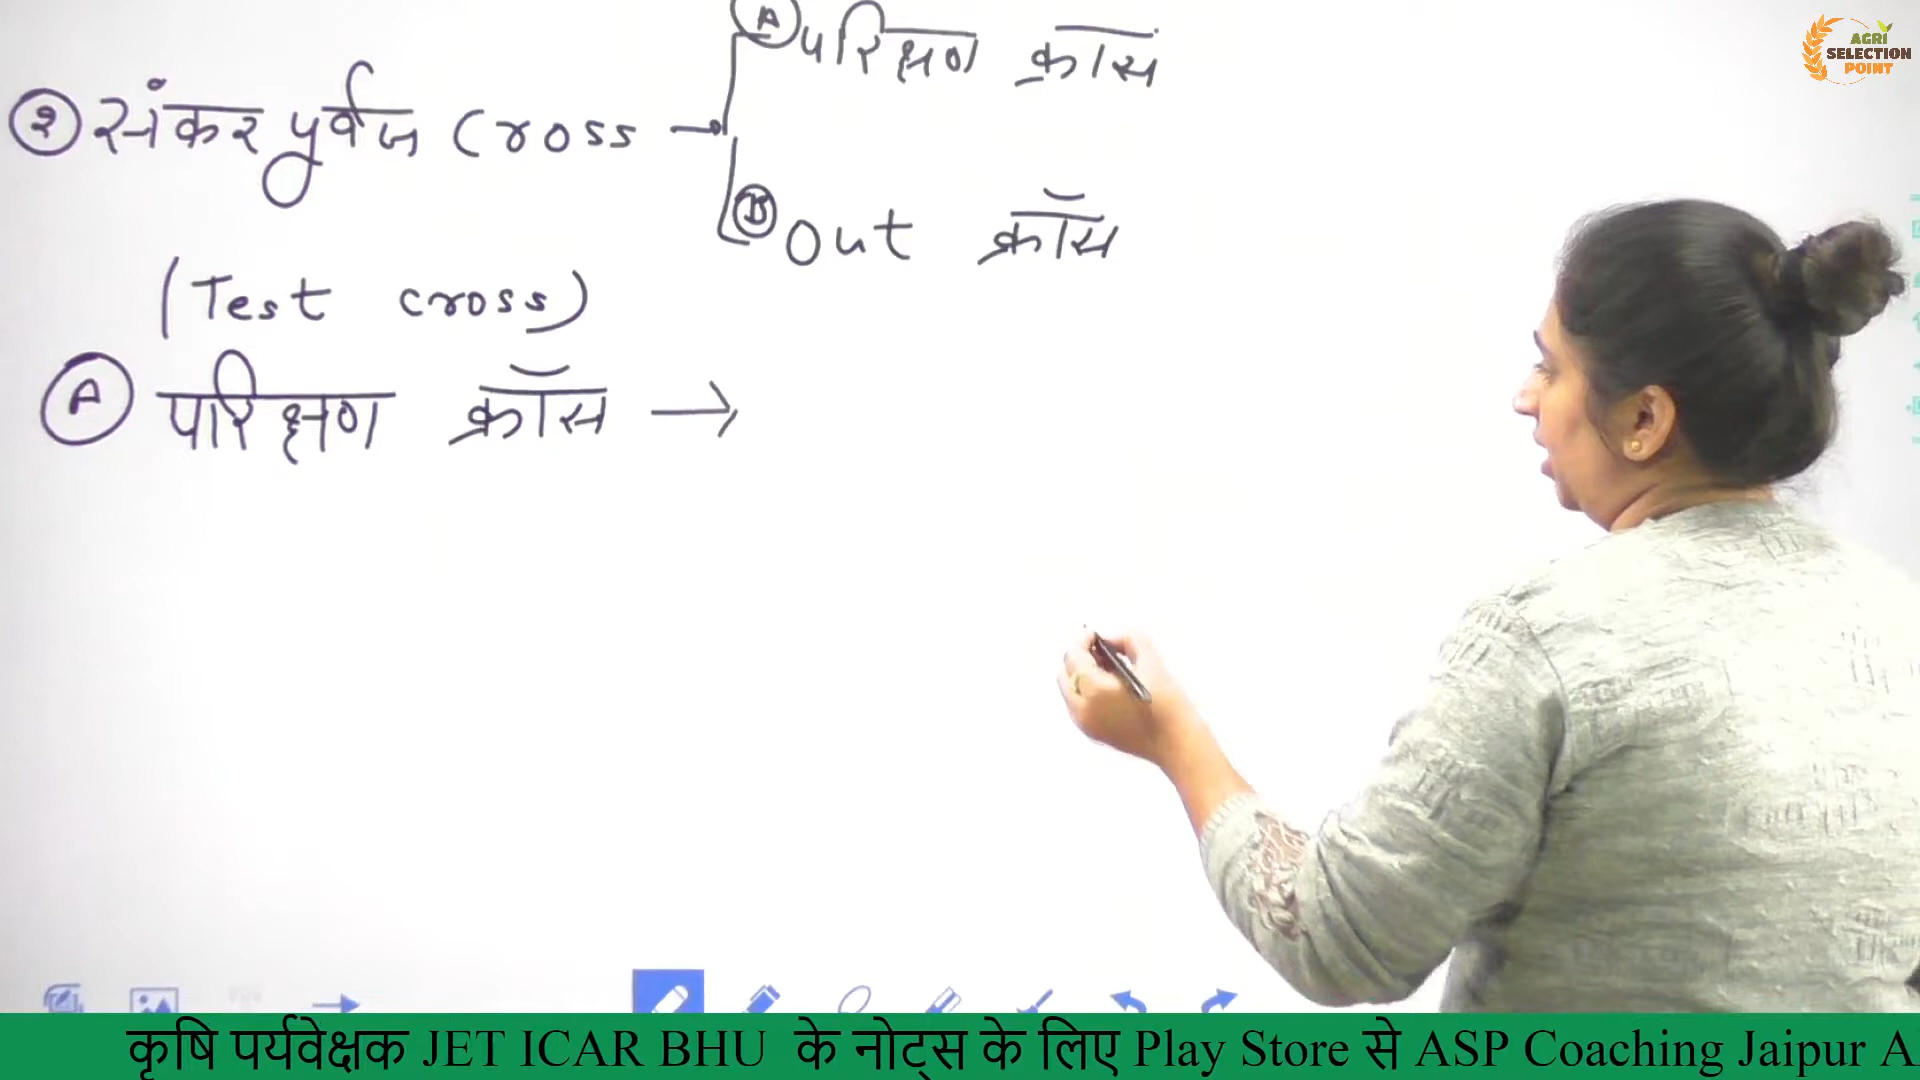 Ⓐ परिक्षण क्रॉस
② संकर पूर्वज Cross →
Ⓑ Out क्रॉस
(Test cross)
Ⓐ परिक्षण क्रॉस →
AGRI
SELECTION
POINT
कृषि पर्यवेक्षक JET ICAR BHU के नोट्स के लिए Play Store से ASP Coaching Jaipur A